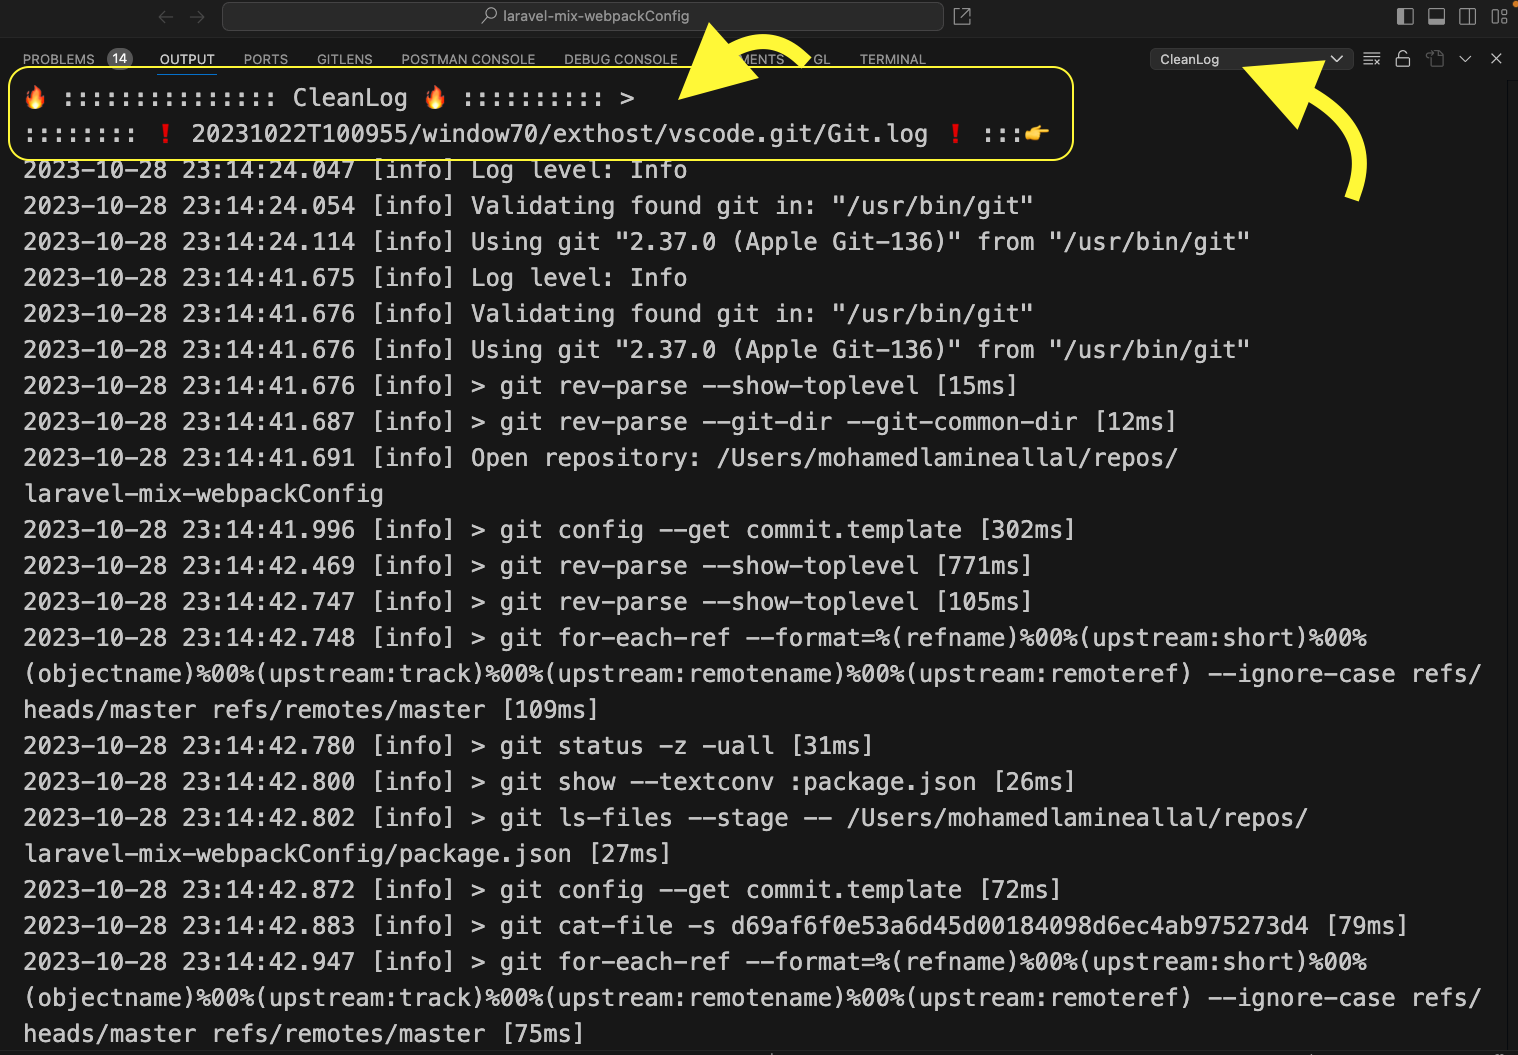 laravel-mix-webpackConfig
PROBLEMS 14 OUTPUT PORTS GITLENS POSTMAN CONSOLE DEBUG CONSOLE MENTS GL TERMINAL CleanLog
🔥 ::::::::::::::: CleanLog 🔥 :::::::::: >
:::::::: ❗ 20231022T100955/window70/exthost/vscode.git/Git.log ❗ :::👉
2023-10-28 23:14:24.047 [info] Log level: Info
2023-10-28 23:14:24.054 [info] Validating found git in: "/usr/bin/git"
2023-10-28 23:14:24.114 [info] Using git "2.37.0 (Apple Git-136)" from "/usr/bin/git"
2023-10-28 23:14:41.675 [info] Log level: Info
2023-10-28 23:14:41.676 [info] Validating found git in: "/usr/bin/git"
2023-10-28 23:14:41.676 [info] Using git "2.37.0 (Apple Git-136)" from "/usr/bin/git"
2023-10-28 23:14:41.676 [info] > git rev-parse --show-toplevel [15ms]
2023-10-28 23:14:41.687 [info] > git rev-parse --git-dir --git-common-dir [12ms]
2023-10-28 23:14:41.691 [info] Open repository: /Users/mohamedlamineallal/repos/
laravel-mix-webpackConfig
2023-10-28 23:14:41.996 [info] > git config --get commit.template [302ms]
2023-10-28 23:14:42.469 [info] > git rev-parse --show-toplevel [771ms]
2023-10-28 23:14:42.747 [info] > git rev-parse --show-toplevel [105ms]
2023-10-28 23:14:42.748 [info] > git for-each-ref --format=%(refname)%00%(upstream:short)%00%
(objectname)%00%(upstream:track)%00%(upstream:remotename)%00%(upstream:remoteref) --ignore-case refs/
heads/master refs/remotes/master [109ms]
2023-10-28 23:14:42.780 [info] > git status -z -uall [31ms]
2023-10-28 23:14:42.800 [info] > git show --textconv :package.json [26ms]
2023-10-28 23:14:42.802 [info] > git ls-files --stage -- /Users/mohamedlamineallal/repos/
laravel-mix-webpackConfig/package.json [27ms]
2023-10-28 23:14:42.872 [info] > git config --get commit.template [72ms]
2023-10-28 23:14:42.883 [info] > git cat-file -s d69af6f0e53a6d45d00184098d6ec4ab975273d4 [79ms]
2023-10-28 23:14:42.947 [info] > git for-each-ref --format=%(refname)%00%(upstream:short)%00%
(objectname)%00%(upstream:track)%00%(upstream:remotename)%00%(upstream:remoteref) --ignore-case refs/
heads/master refs/remotes/master [75ms]